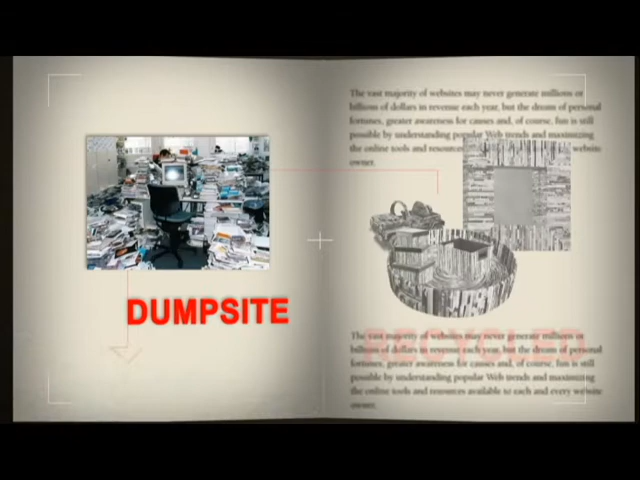 DUMPSITE
The vast majority of websites may never generate millions or
billions of dollars in revenue each year, but the dream of personal
fortunes, greater awareness for causes and, of course, fun is still
possible by understanding popular Web trends and maximizing
the online tools and resources website
owner.
RECYCLED
The vast majority of websites may never generate millions or
billions of dollars in revenue each year, but the dream of personal
fortunes, greater awareness for causes and, of course, fun is still
possible by understanding popular Web trends and maximizing
the online tools and resources available to each and every website
owner.